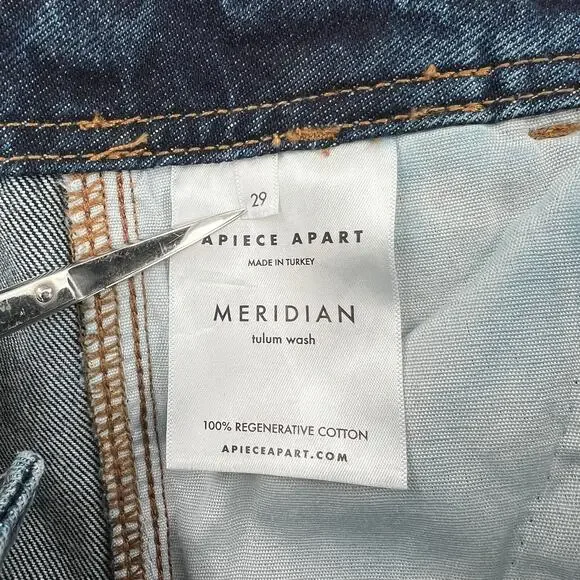 29
APIECE APART
MADE IN TURKEY
MERIDIAN
tulum wash
100% REGENERATIVE COTTON
APIECEAPART.COM